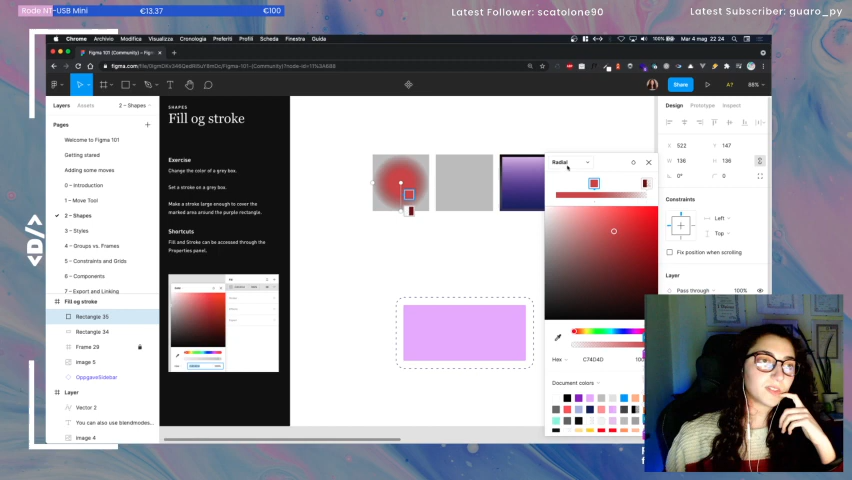 Rode NT-USB Mini €13.37 €100
Latest Follower: scatolone90
Latest Subscriber: guaro_py
Chrome Archivio Modifica Visualizza Cronologia Preferiti Profili Scheda Finestra Guida
100%
Mar 4 mag 22 24
Figma 101 (Community) – Fig
Share
A?
86%
Layers Assets 2 – Shapes
Pages
Welcome to Figma 101
Getting stared
Adding some moves
0 – Introduction
1 – Move Tool
2 – Shapes
3 – Styles
4 – Groups vs. Frames
5 – Constraints and Grids
6 – Components
7 – Export and Linking
Fill og stroke
Rectangle 35
Rectangle 34
Frame 29
Image 5
OppgaveSidebar
Layer
Vector 2
You can also use blendmodes...
Image 4
SHAPES
Fill og stroke
Exercise
Change the color of a grey box.
Set a stroke on a grey box.
Make a stroke large enough to cover the
marked area around the purple rectangle.
Shortcuts
Fill and Stroke can be accessed through the
Properties panel.
Radial
Hex C74D4D 100
Document colors
Design Prototype Inspect
X 522 Y 147
W 136 H 136
0° 0
Constraints
Left
Top
Fix position when scrolling
Layer
Pass through 100%
<D/>